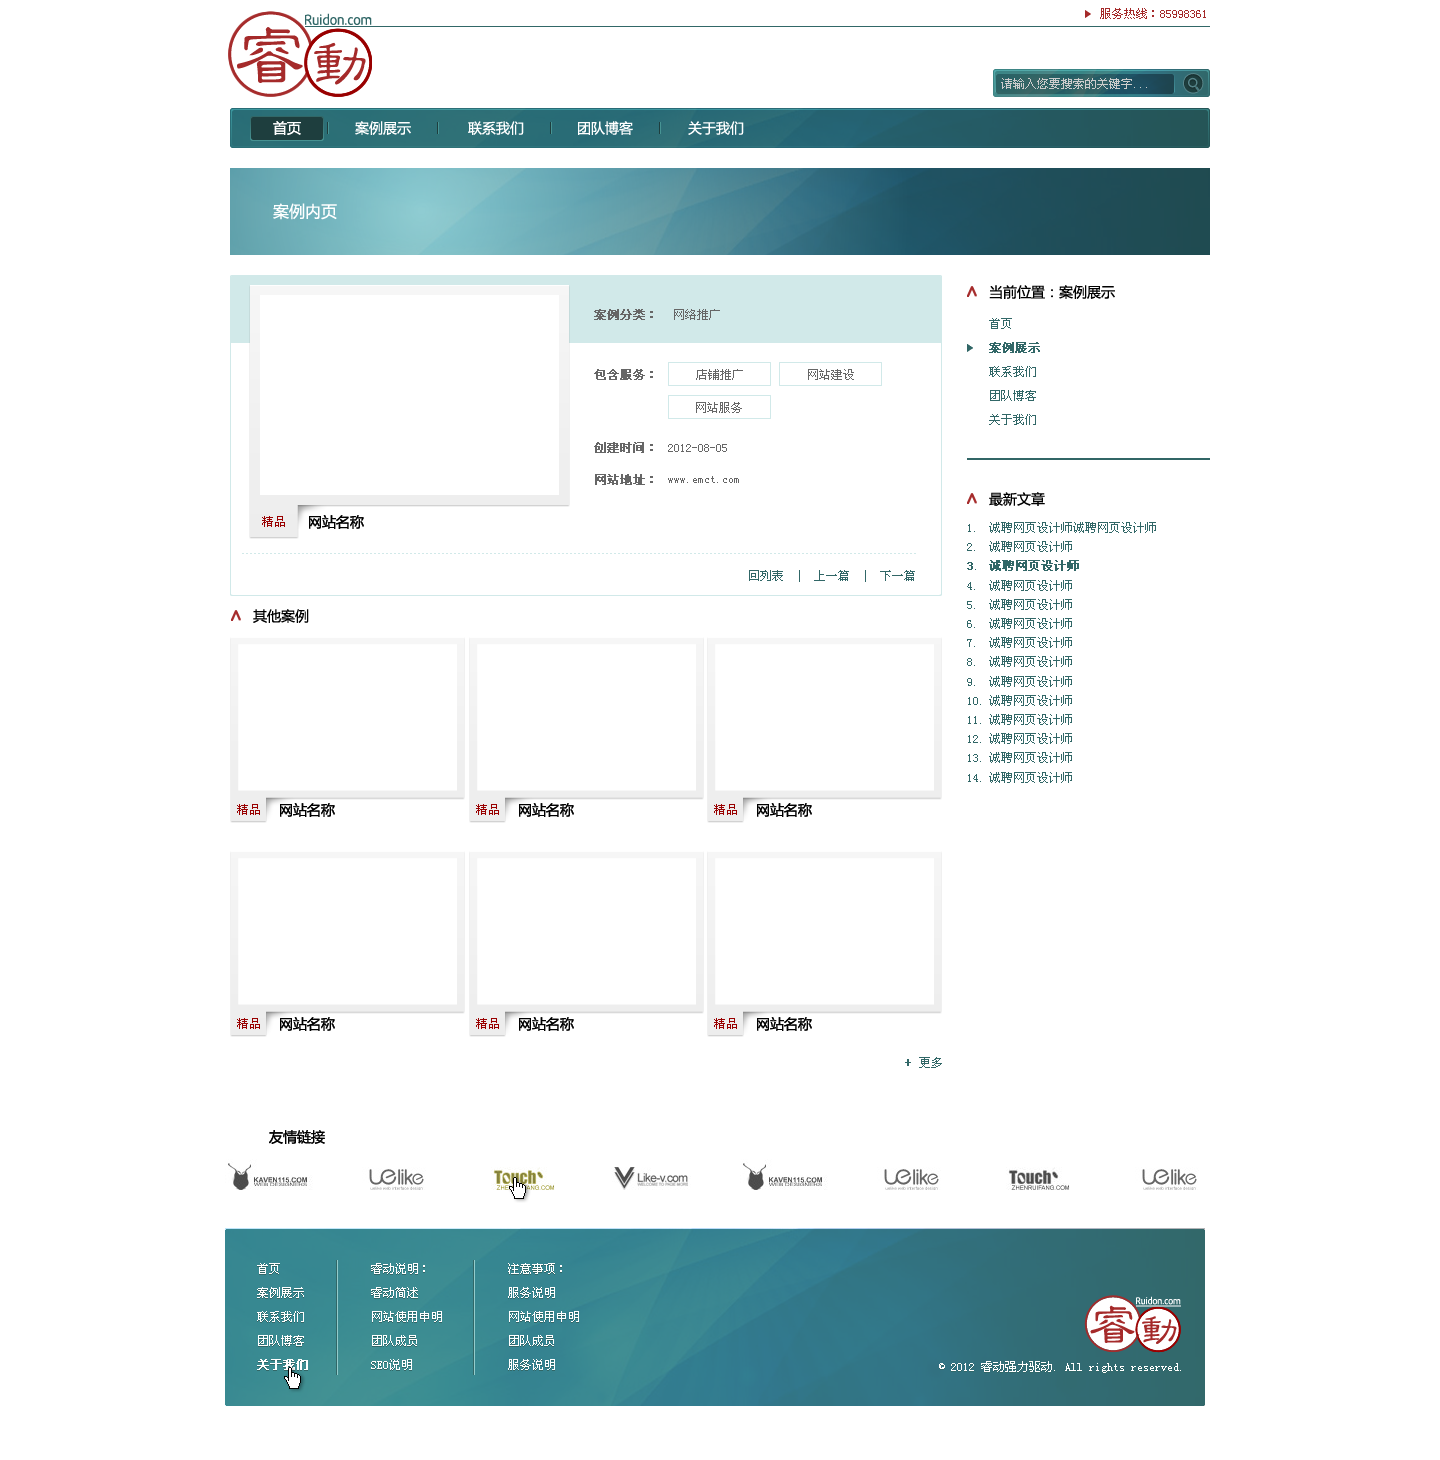 Ruidon.com
睿動
服务热线：85998361
请输入您要搜索的关键字...
首页 案例展示 联系我们 团队博客 关于我们
案例内页
案例分类： 网络推广
包含服务： 店铺推广 网站建设
网站服务
创建时间： 2012-08-05
网站地址： www.emct.com
精品 网站名称
回列表 | 上一篇 | 下一篇
当前位置：案例展示
首页
案例展示
联系我们
团队博客
关于我们
最新文章
1. 诚聘网页设计师诚聘网页设计师
2. 诚聘网页设计师
3. 诚聘网页设计师
4. 诚聘网页设计师
5. 诚聘网页设计师
6. 诚聘网页设计师
7. 诚聘网页设计师
8. 诚聘网页设计师
9. 诚聘网页设计师
10. 诚聘网页设计师
11. 诚聘网页设计师
12. 诚聘网页设计师
13. 诚聘网页设计师
14. 诚聘网页设计师
其他案例
精品 网站名称 精品 网站名称 精品 网站名称
精品 网站名称 精品 网站名称 精品 网站名称
+ 更多
友情链接
KAVEN115.COM
Uelike
Touch
Like-v.com
KAVEN115.COM
Uelike
Touch
ZHENRUIFANG.COM
Uelike
首页
案例展示
联系我们
团队博客
关于我们
睿动说明：
睿动简述
网站使用申明
团队成员
SEO说明
注意事项：
服务说明
网站使用申明
团队成员
服务说明
Ruidon.com
睿動
© 2012 睿动强力驱动. All rights reserved.